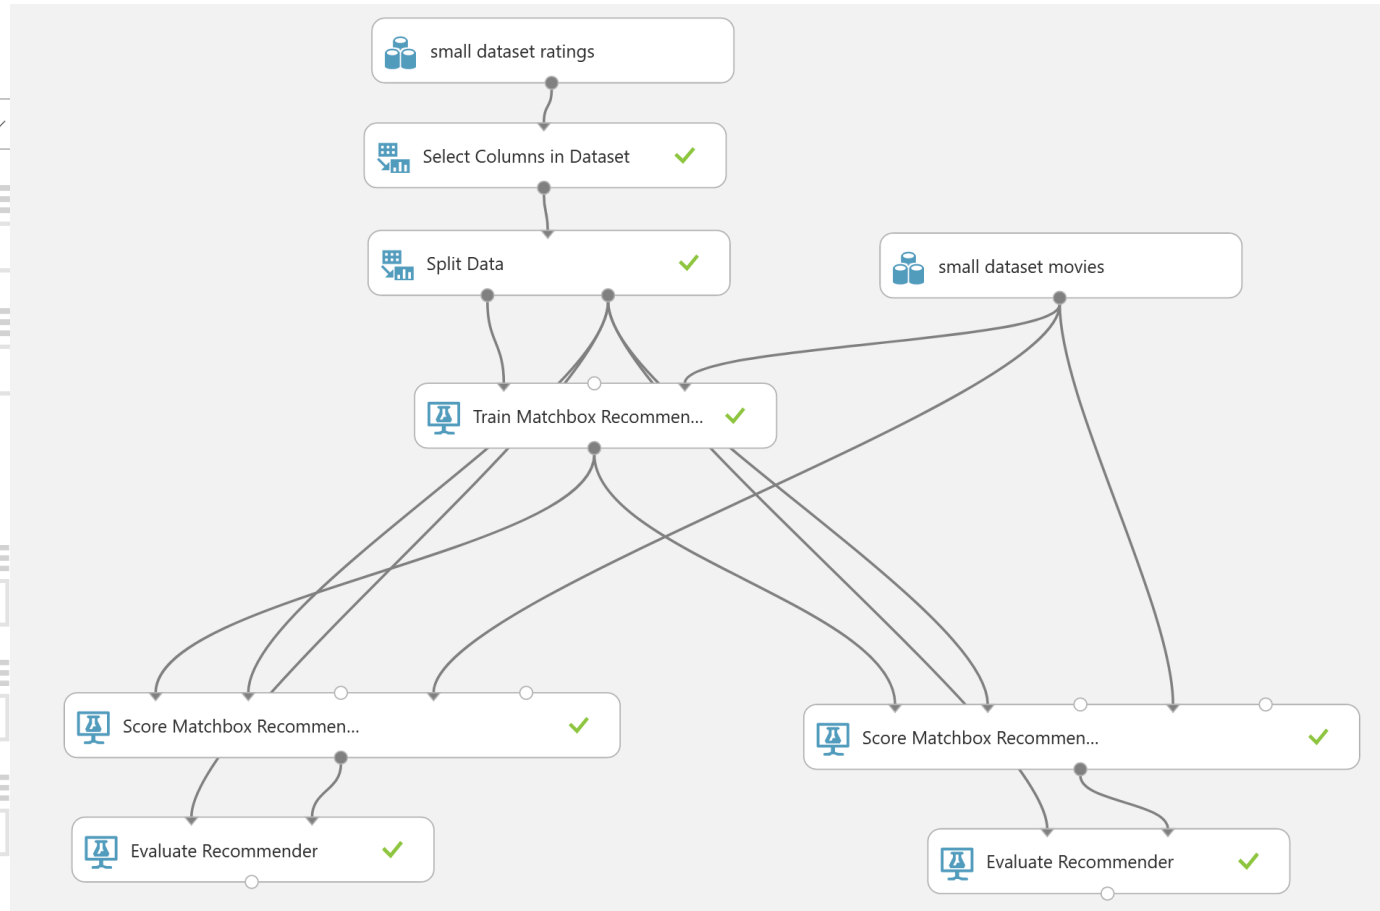 small dataset ratings
Select Columns in Dataset
Split Data
small dataset movies
Train Matchbox Recommen...
Score Matchbox Recommen...
Score Matchbox Recommen...
Evaluate Recommender
Evaluate Recommender